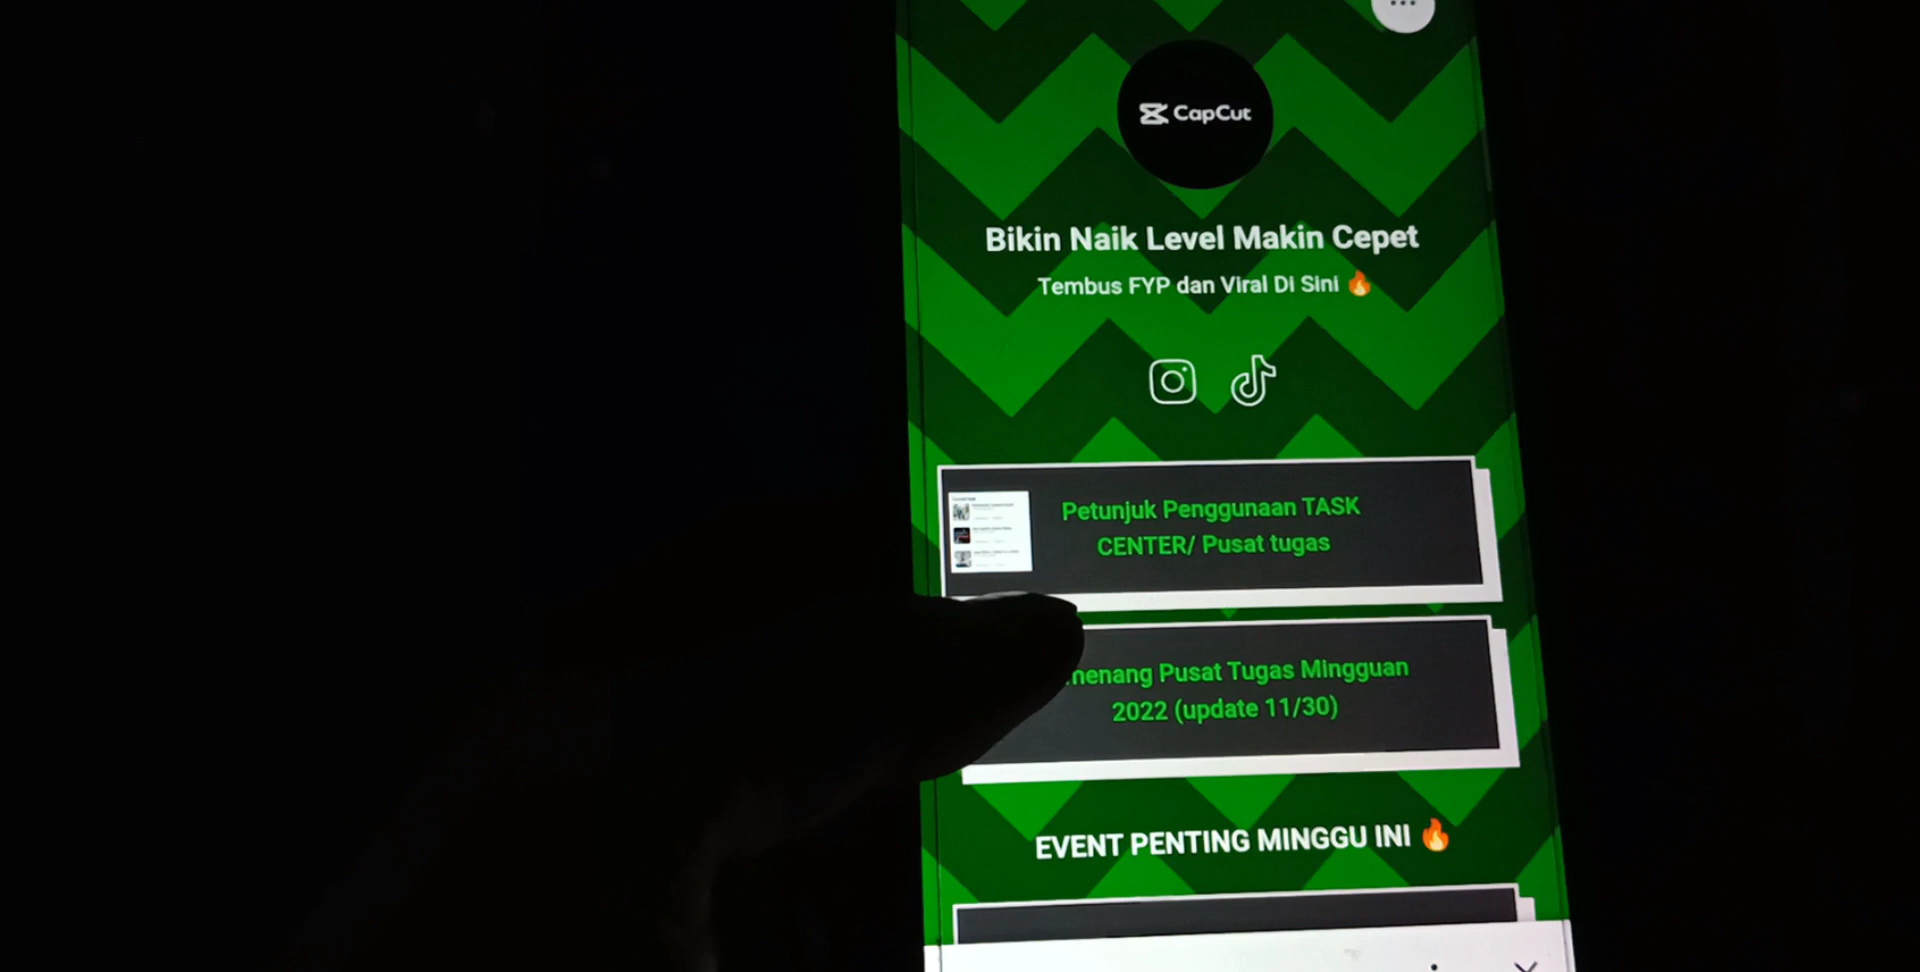 CapCut
Bikin Naik Level Makin Cepet
Tembus FYP dan Viral Di Sini 🔥
Petunjuk Penggunaan TASK
CENTER/ Pusat tugas
Pusat Tugas Mingguan
2022 (update 11/30)
EVENT PENTING MINGGU INI 🔥